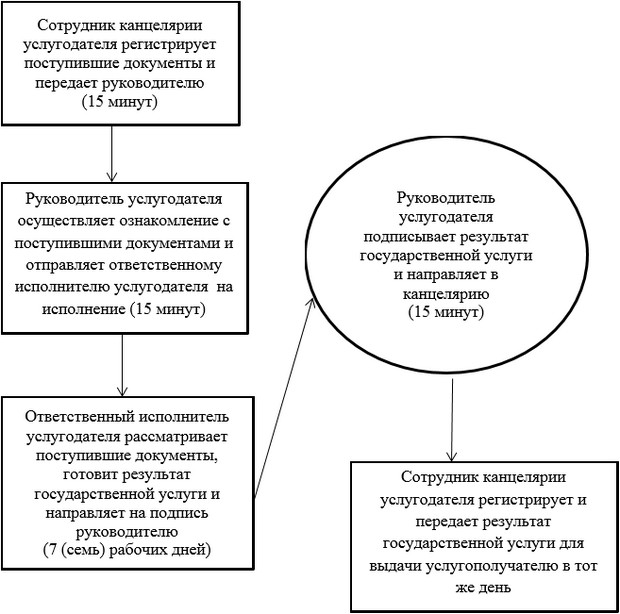 Сотрудник канцелярии
услугодателя регистрирует
поступившие документы и
передает руководителю
(15 минут)
Руководитель услугодателя
осуществляет ознакомление с
поступившими документами и
отправляет ответственному
исполнителю услугодателя на
исполнение (15 минут)
Ответственный исполнитель
услугодателя рассматривает
поступившие документы,
готовит результат
государственной услуги и
направляет на подпись
руководителю
(7 (семь) рабочих дней)
Руководитель
услугодателя
подписывает результат
государственной услуги
и направляет в
канцелярию
(15 минут)
Сотрудник канцелярии
услугодателя регистрирует и
передает результат
государственной услуги для
выдачи услугополучателю в тот
же день